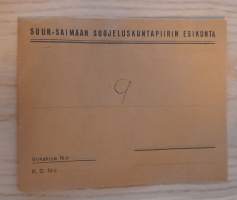 SUUR-SAIMAAN SUOJELUSKUNTAPIIRIN ESIKUNTA
9
Kirjelmä N:o
K. D. N:o